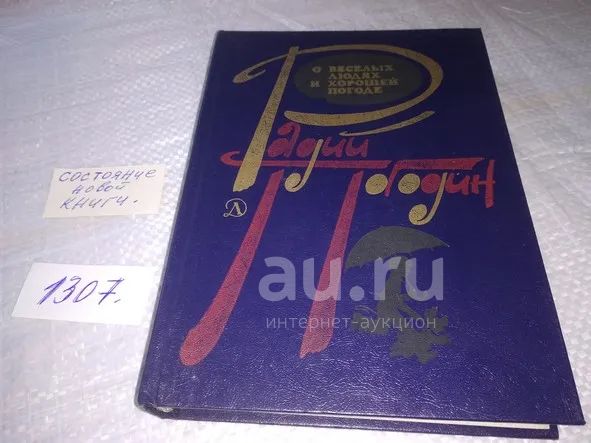 О ВЕСЕЛЫХ
ЛЮДЯХ
И ХОРОШЕЙ
ПОГОДЕ
Радий
Погодин
Д
состояние
новой
книги.
1307.
au.ru
интернет-аукцион